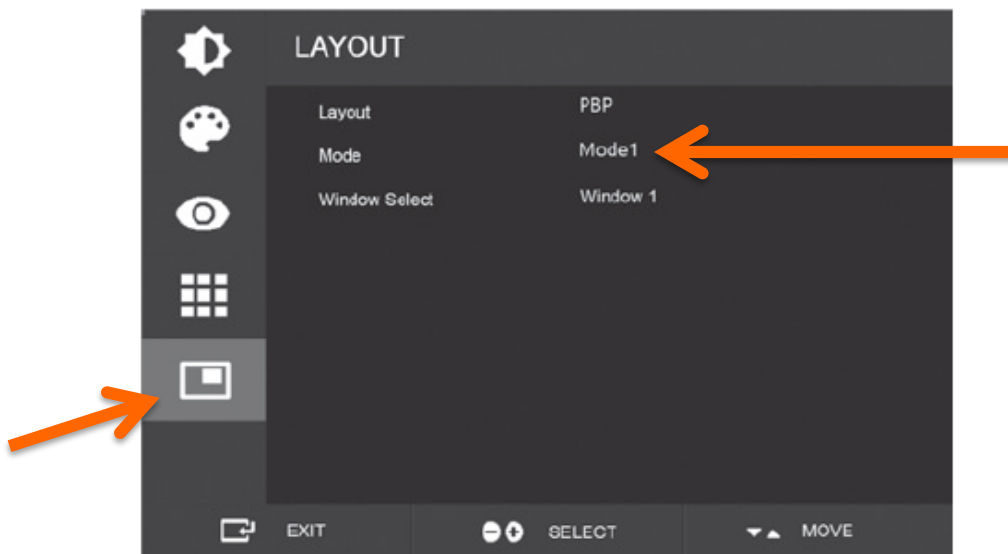 LAYOUT
Layout PBP
Mode Mode1
Window Select Window 1
EXIT SELECT MOVE